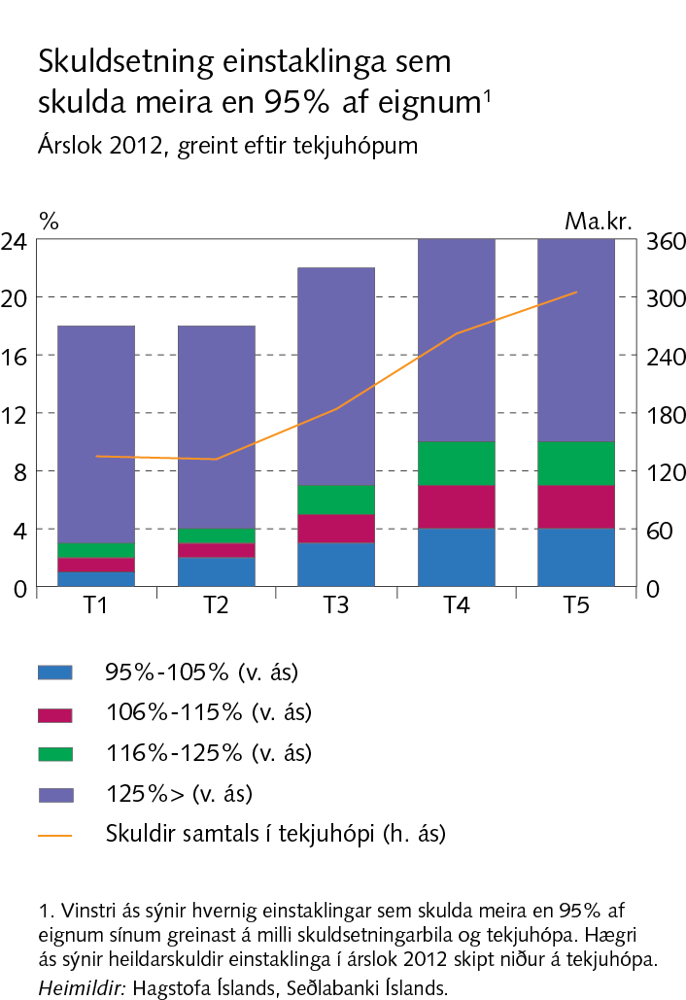 Skuldsetning einstaklinga sem
skulda meira en 95% af eignum¹
Árslok 2012, greint eftir tekjuhópum
% Ma.kr.
24 360
20 300
16 240
12 180
8 120
4 60
0 0
T1 T2 T3 T4 T5
95%-105% (v. ás)
106%-115% (v. ás)
116%-125% (v. ás)
125%> (v. ás)
Skuldir samtals í tekjuhópi (h. ás)
1. Vinstri ás sýnir hvernig einstaklingar sem skulda meira en 95% af
eignum sínum greinast á milli skuldsetningarbila og tekjuhópa. Hægri
ás sýnir heildarskuldir einstaklinga í árslok 2012 skipt niður á tekjuhópa.
Heimildir: Hagstofa Íslands, Seðlabanki Íslands.